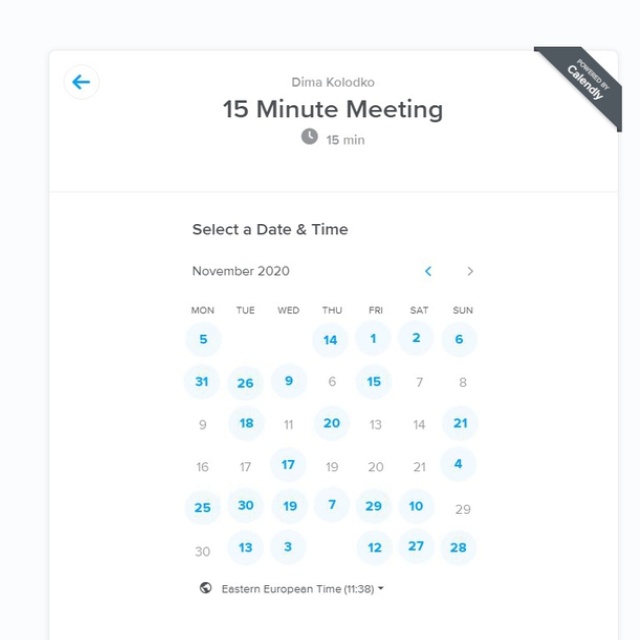 POWERED BY
Calendly
Dima Kolodko
15 Minute Meeting
15 min
Select a Date & Time
November 2020
MON TUE WED THU FRI SAT SUN
5 14 1 2 6
31 26 9 6 15 7 8
9 18 11 20 13 14 21
16 17 17 19 20 21 4
25 30 19 7 29 10 29
30 13 3 12 27 28
Eastern European Time (11:38)